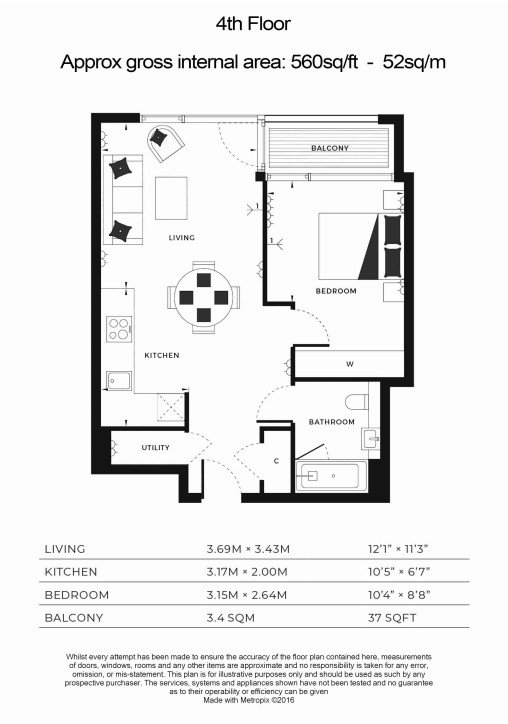 4th Floor
Approx gross internal area: 560sq/ft - 52sq/m
BALCONY
1
LIVING
1
BEDROOM
KITCHEN
W
BATHROOM
UTILITY
C
LIVING 3.69M × 3.43M 12'1" × 11'3"
KITCHEN 3.17M × 2.00M 10'5" × 6'7"
BEDROOM 3.15M × 2.64M 10'4" × 8'8"
BALCONY 3.4 SQM 37 SQFT
Whilst every attempt has been made to ensure the accuracy of the floor plan contained here, measurements
of doors, windows, rooms and any other items are approximate and no responsibility is taken for any error,
omission, or mis-statement. This plan is for illustrative purposes only and should be used as such by any
prospective purchaser. The services, systems and appliances shown have not been tested and no guarantee
as to their operability or efficiency can be given
Made with Metropix ©2016